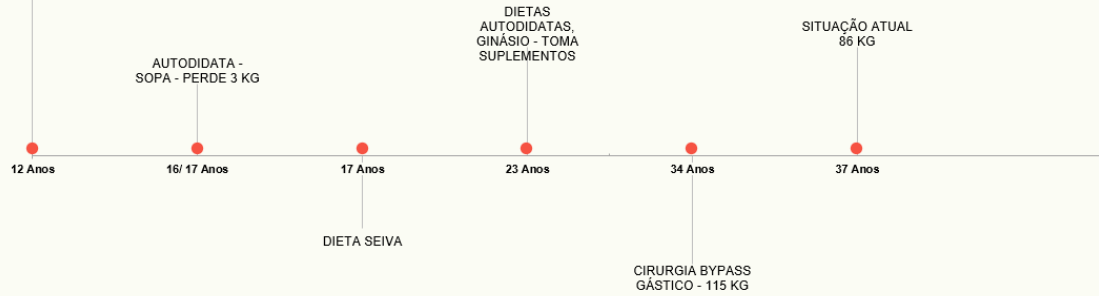 DIETAS
AUTODIDATAS,
GINÁSIO - TOMA
SUPLEMENTOS
SITUAÇÃO ATUAL
86 KG
AUTODIDATA -
SOPA - PERDE 3 KG
12 Anos
16/ 17 Anos
17 Anos
23 Anos
34 Anos
37 Anos
DIETA SEIVA
CIRURGIA BYPASS
GÁSTICO - 115 KG